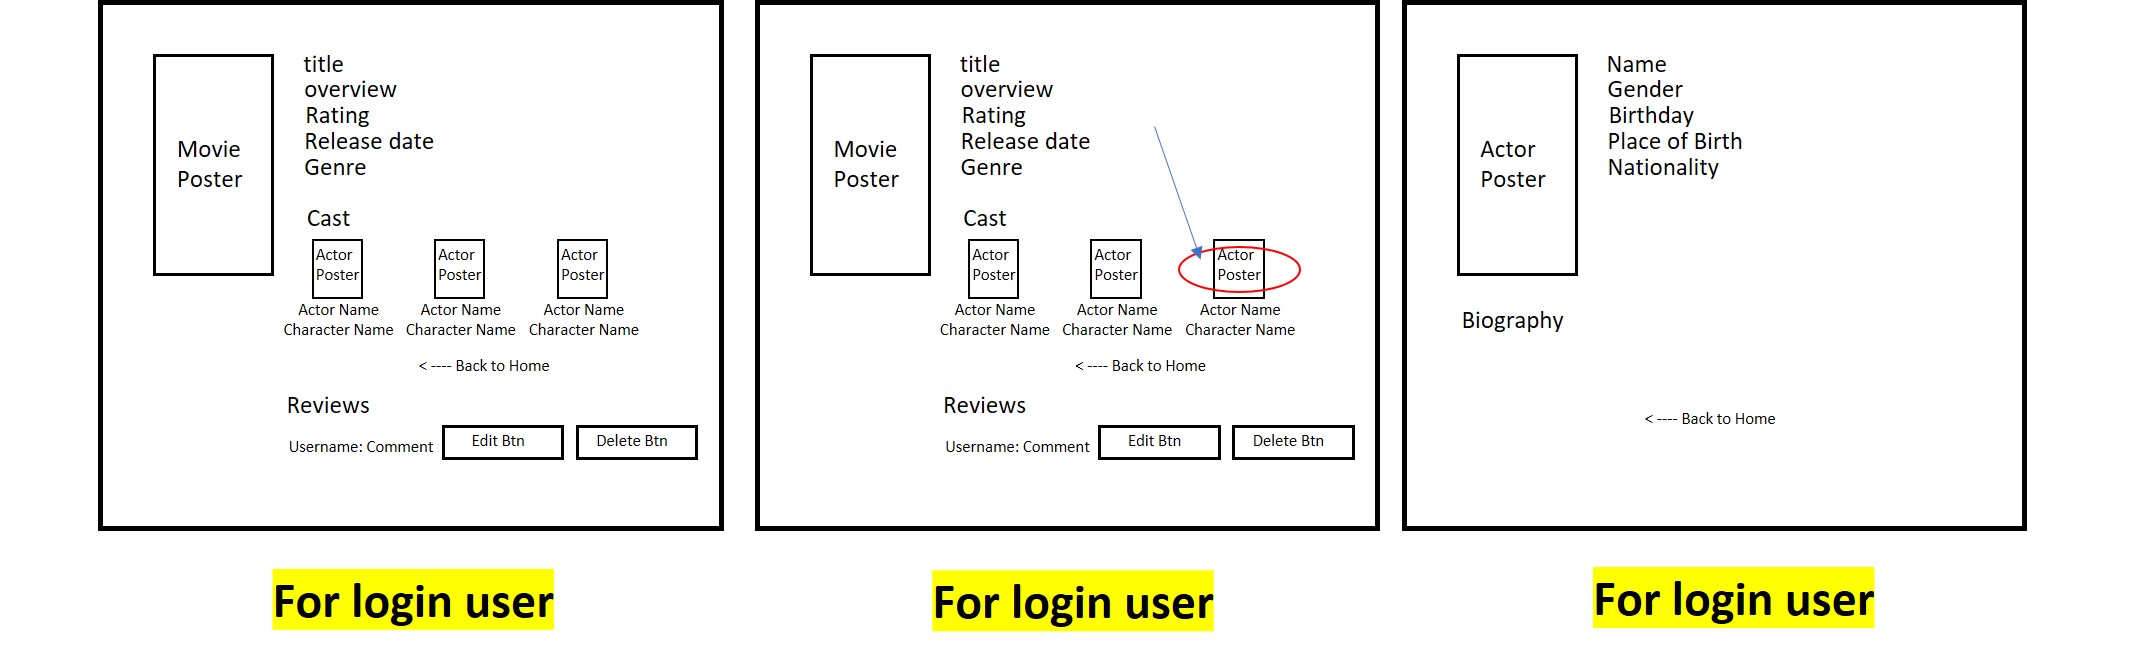 title
overview
Rating
Release date
Genre
Movie
Poster
Cast
Actor
Poster
Actor
Poster
Actor
Poster
Actor Name
Character Name
Actor Name
Character Name
Actor Name
Character Name
< ---- Back to Home
Reviews
Username: Comment
Edit Btn
Delete Btn
For login user
title
overview
Rating
Release date
Genre
Movie
Poster
Cast
Actor
Poster
Actor
Poster
Actor
Poster
Actor Name
Character Name
Actor Name
Character Name
Actor Name
Character Name
< ---- Back to Home
Reviews
Username: Comment
Edit Btn
Delete Btn
For login user
Name
Gender
Birthday
Place of Birth
Nationality
Actor
Poster
Biography
< ---- Back to Home
For login user